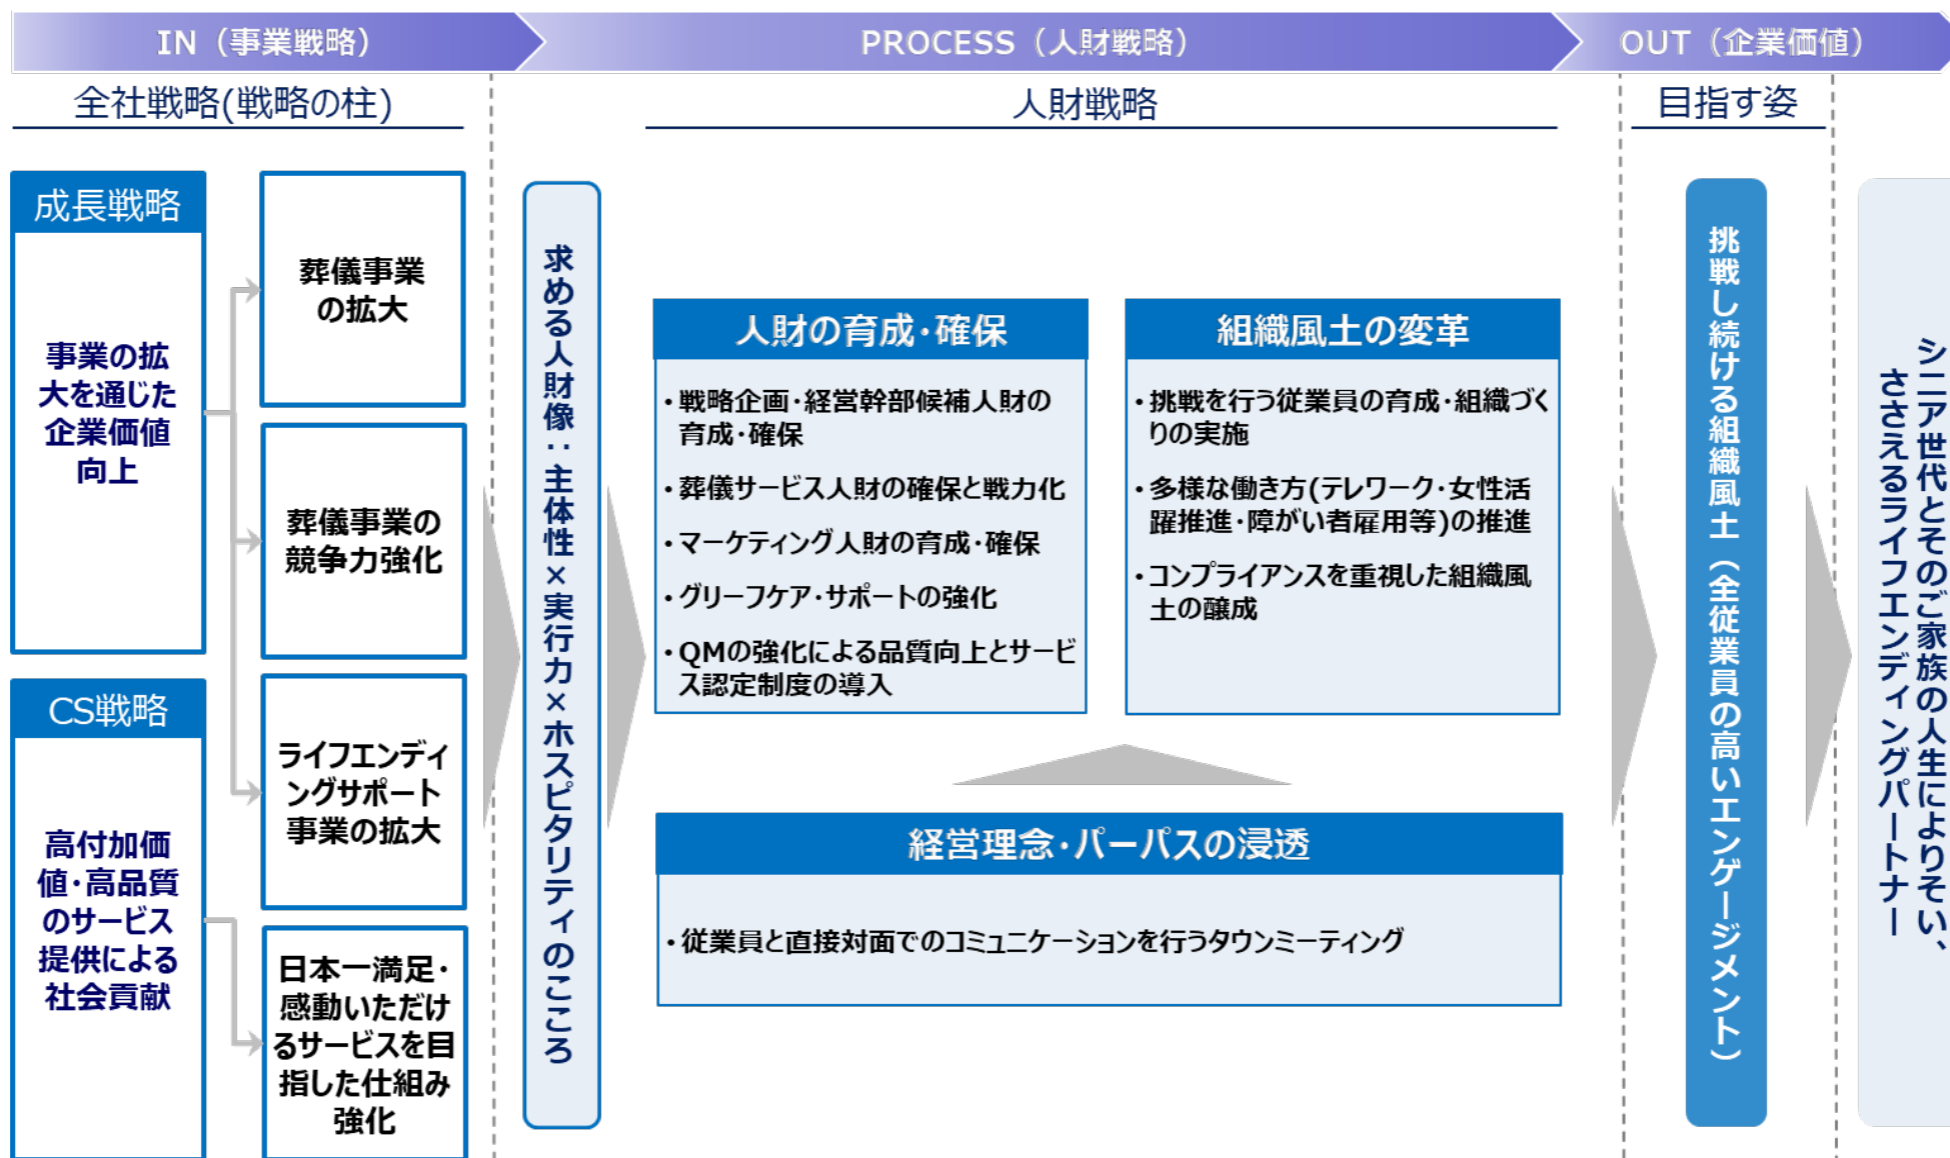 IN（事業戦略）
PROCESS（人財戦略）
OUT（企業価値）
全社戦略(戦略の柱)
人財戦略
目指す姿
成長戦略
事業の拡
大を通じた
企業価値
向上
葬儀事業
の拡大
葬儀事業の
競争力強化
ライフエンディ
ングサポート
事業の拡大
CS戦略
高付加価
値・高品質
のサービス
提供による
社会貢献
日本一満足・
感動いただけ
るサービスを目
指した仕組み
強化
求める人財像：主体性×実行力×ホスピタリティのこころ
人財の育成・確保
・戦略企画・経営幹部候補人財の
育成・確保
・葬儀サービス人財の確保と戦力化
・マーケティング人財の育成・確保
・グリーフケア・サポートの強化
・QMの強化による品質向上とサービ
ス認定制度の導入
組織風土の変革
・挑戦を行う従業員の育成・組織づく
りの実施
・多様な働き方(テレワーク・女性活
躍推進・障がい者雇用等)の推進
・コンプライアンスを重視した組織風
土の醸成
経営理念・パーパスの浸透
・従業員と直接対面でのコミュニケーションを行うタウンミーティング
挑戦し続ける組織風土（全従業員の高いエンゲージメント）
シニア世代とそのご家族の人生によりそい、
ささえるライフエンディングパートナー